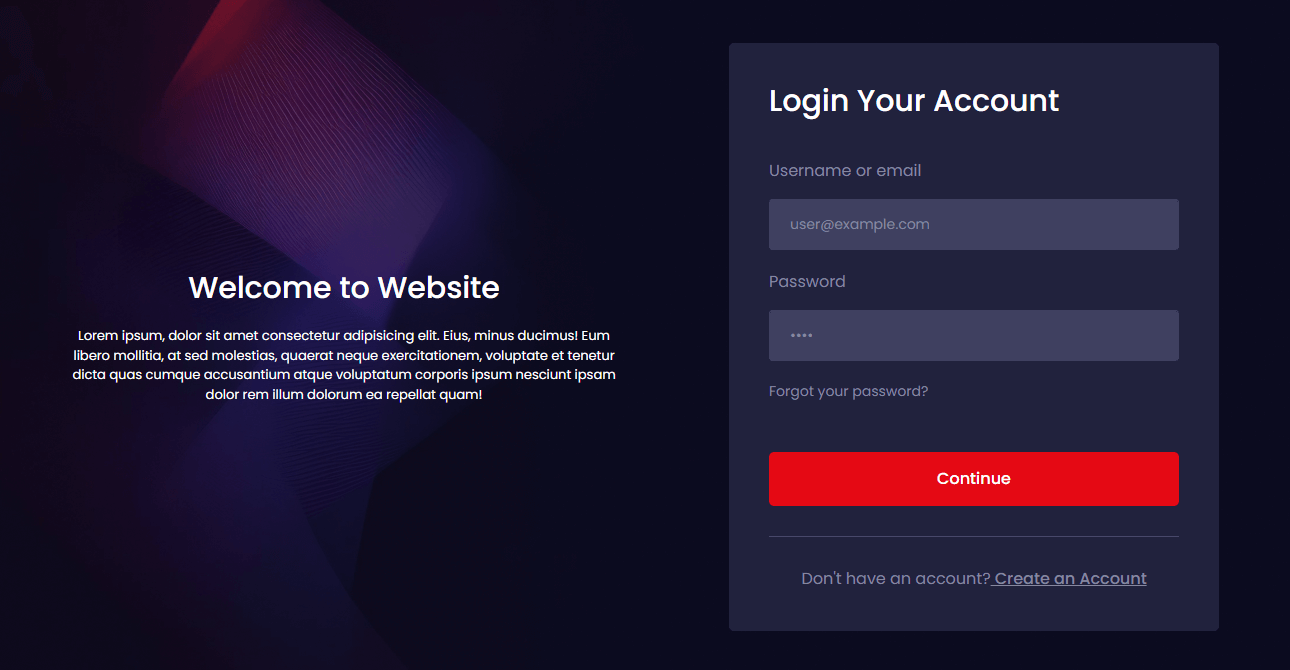 Welcome to Website
Lorem ipsum, dolor sit amet consectetur adipisicing elit. Eius, minus ducimus! Eum
libero mollitia, at sed molestias, quaerat neque exercitationem, voluptate et tenetur
dicta quas cumque accusantium atque voluptatum corporis ipsum nesciunt ipsam
dolor rem illum dolorum ea repellat quam!
Login Your Account
Username or email
user@example.com
Password
••••
Forgot your password?
Continue
Don't have an account? Create an Account